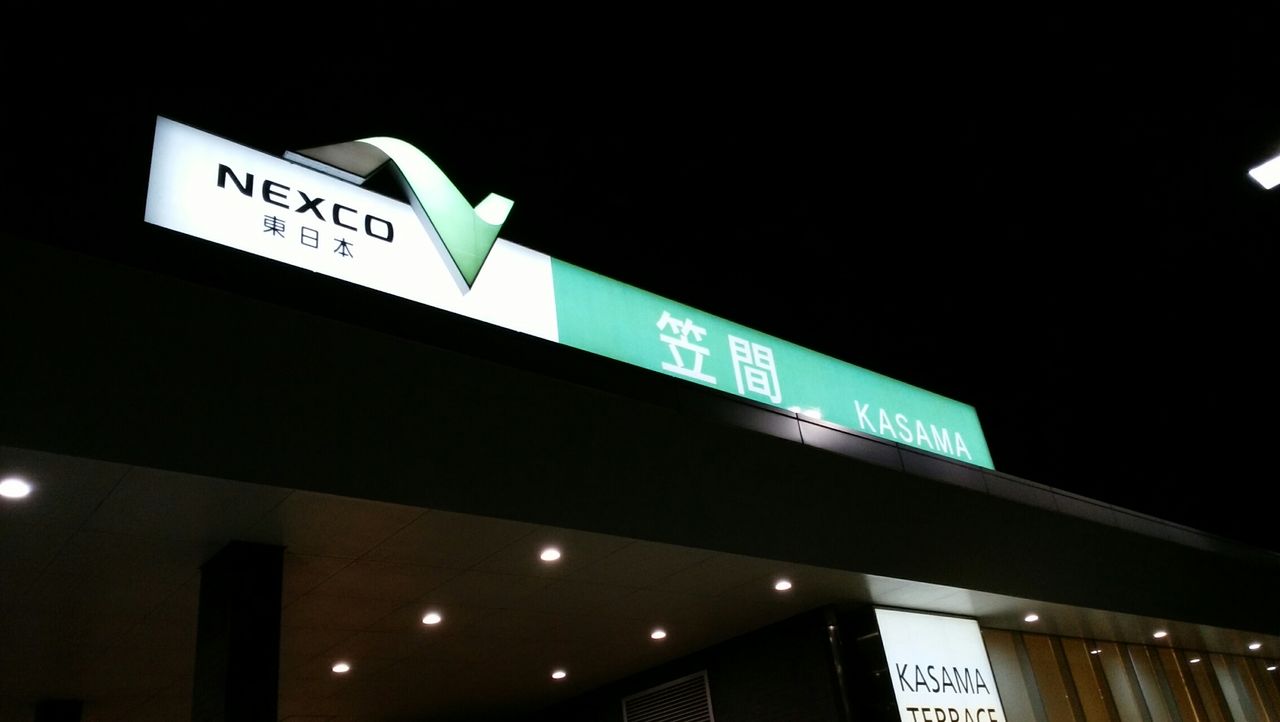 NEXCO
東日本
笠間
KASAMA
KASAMA
TERRACE